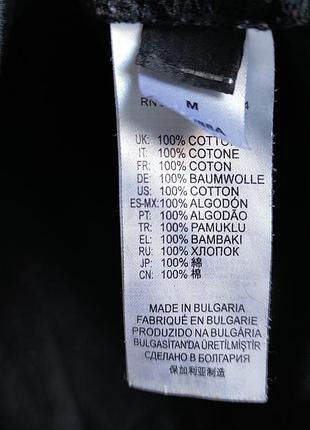 RN M 4
UK: 100% COTTON
IT: 100% COTONE
FR: 100% COTON
DE: 100% BAUMWOLLE
US: 100% COTTON
ES-MX: 100% ALGODÓN
PT: 100% ALGODÃO
TR: 100% PAMUKLU
EL: 100% BAMBAKI
RU: 100% ХЛОПОК
JP: 100% 綿
CN: 100% 棉
MADE IN BULGARIA
FABRIQUÉ EN BULGARIE
PRODUZIDO NA BULGÁRIA
BULGASITAN'DA ÜRETİLMİŞTİR
СДЕЛАНО В БОЛГАРИЯ
保加利亚制造